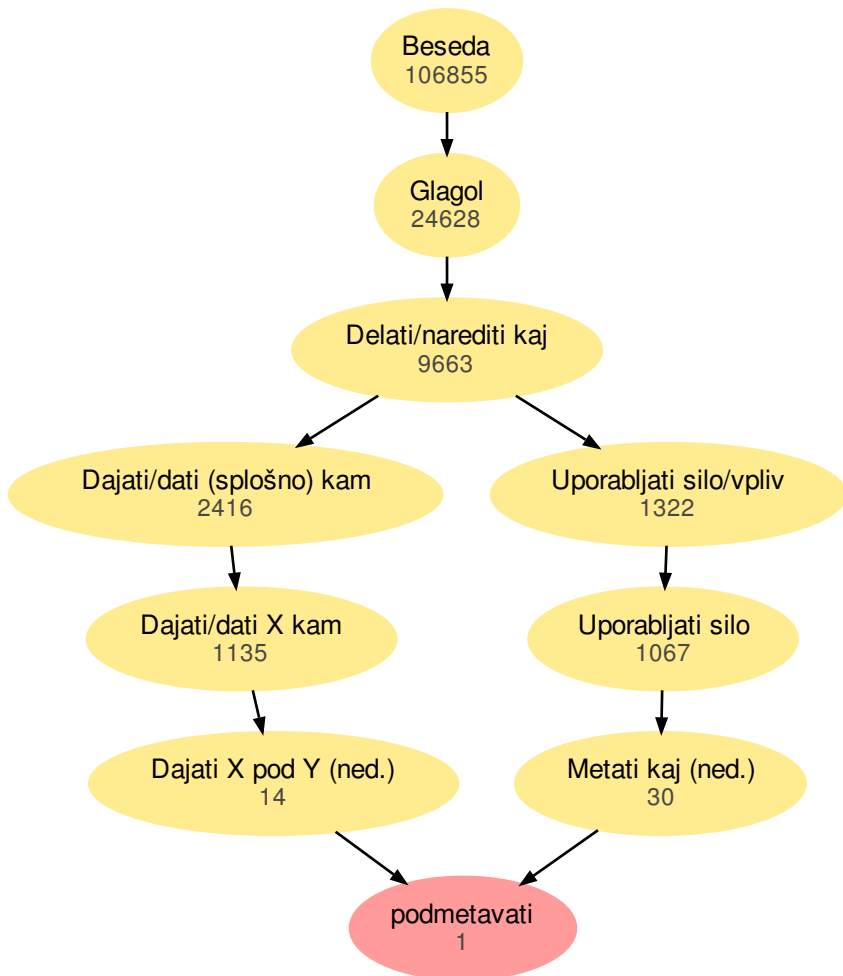 Beseda
106855
Glagol
24628
Delati/narediti kaj
9663
Dajati/dati (splošno) kam
2416
Uporabljati silo/vpliv
1322
Dajati/dati X kam
1135
Uporabljati silo
1067
Dajati X pod Y (ned.)
14
Metati kaj (ned.)
30
podmetavati
1